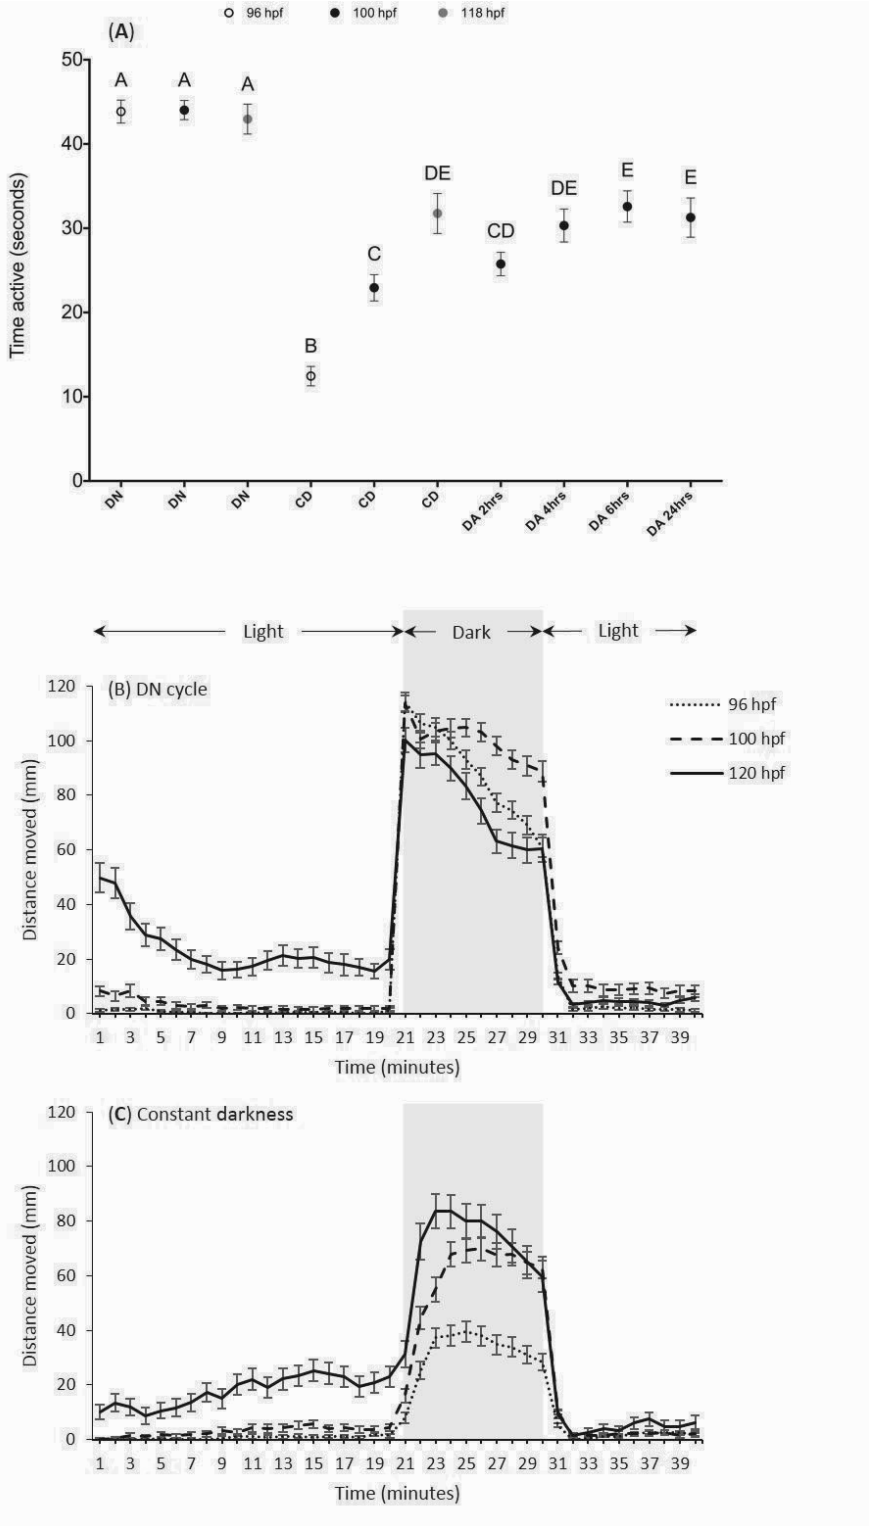 96 hpf 100 hpf 118 hpf
(A)
50
A A A
40
DE
DE
E
E
30
CD
C
20
B
10
0
Time active (seconds)
DN DN DN CD CD CD DA 2hrs DA 4hrs DA 6hrs DA 24hrs
Light Dark Light
(B) DN cycle
96 hpf
100 hpf
120 hpf
120
100
80
60
40
20
0
Distance moved (mm)
1 3 5 7 9 11 13 15 17 19 21 23 25 27 29 31 33 35 37 39
Time (minutes)
(C) Constant darkness
120
100
80
60
40
20
0
Distance moved (mm)
1 3 5 7 9 11 13 15 17 19 21 23 25 27 29 31 33 35 37 39
Time (minutes)